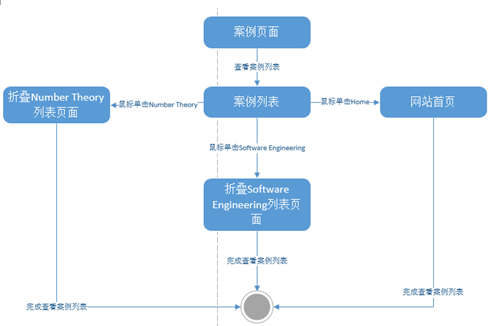 案例页面
查看案例列表
折叠Number Theory
列表页面
鼠标单击Number Theory
案例列表
鼠标单击Home
网站首页
鼠标单击Software Engineering
折叠Software
Engineering列表页
面
完成查看案例列表
完成查看案例列表
完成查看案例列表